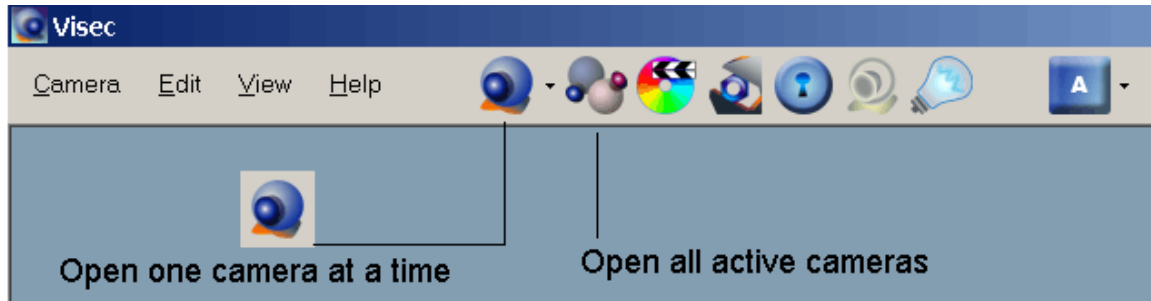 Visec
Camera Edit View Help A
Open one camera at a time
Open all active cameras